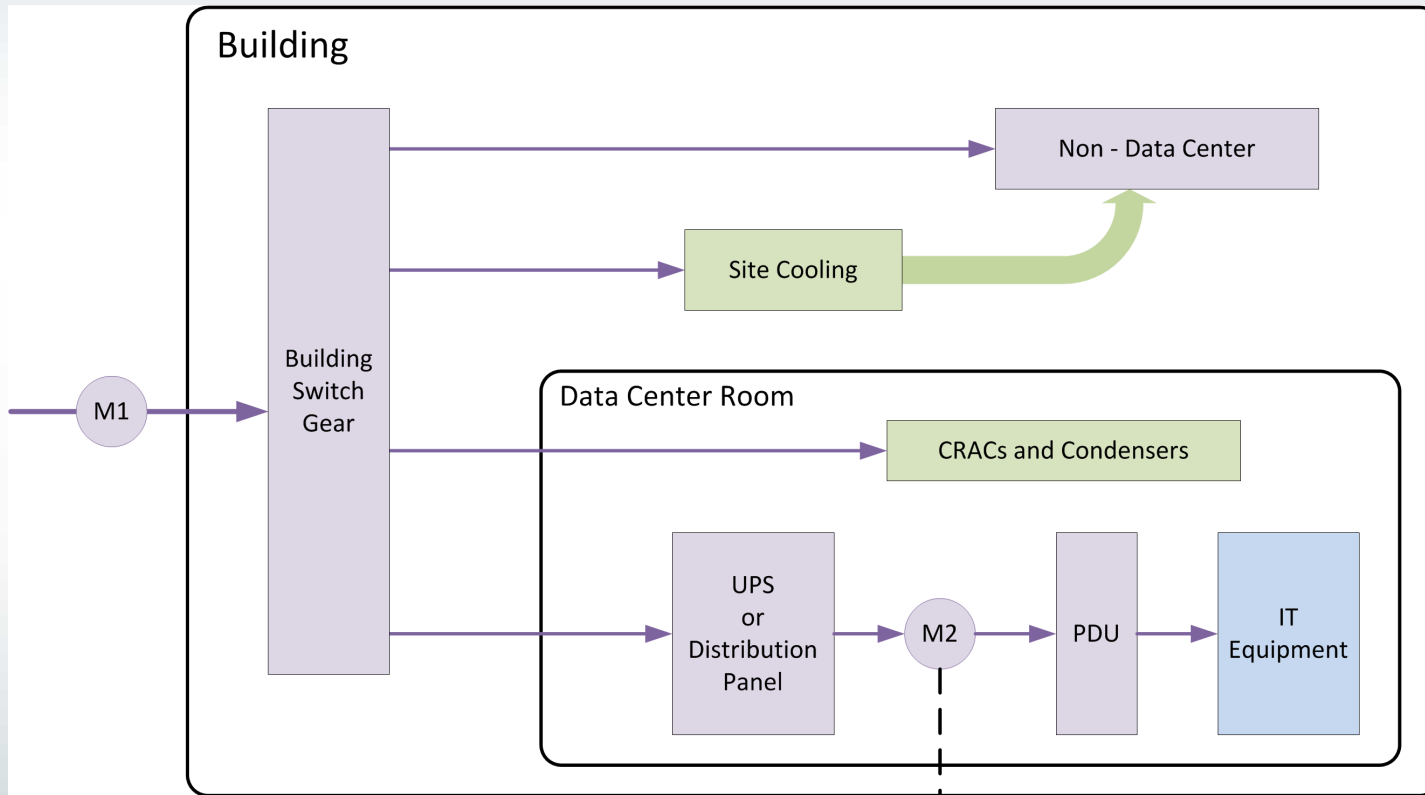 Building
Non - Data Center
Site Cooling
Building
Switch
Gear
M1
Data Center Room
CRACs and Condensers
UPS
or
Distribution
Panel
M2
PDU
IT
Equipment